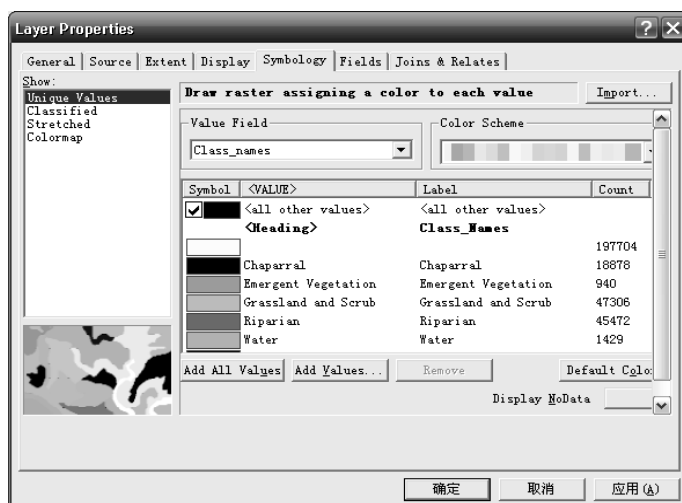 Layer Properties
General Source Extent Display Symbology Fields Joins & Relates
Show:
Unique Values
Classified
Stretched
Colormap
Draw raster assigning a color to each value
Import...
Value Field
Color Scheme
Class_names
Symbol <VALUE> Label Count
<all other values> <all other values>
<Heading> Class_Names
197704
Chaparral Chaparral 18878
Emergent Vegetation Emergent Vegetation 940
Grassland and Scrub Grassland and Scrub 47306
Riparian Riparian 45472
Water Water 1429
Add All Values Add Values... Remove Default Colo
Display NoData
确定 取消 应用(A)